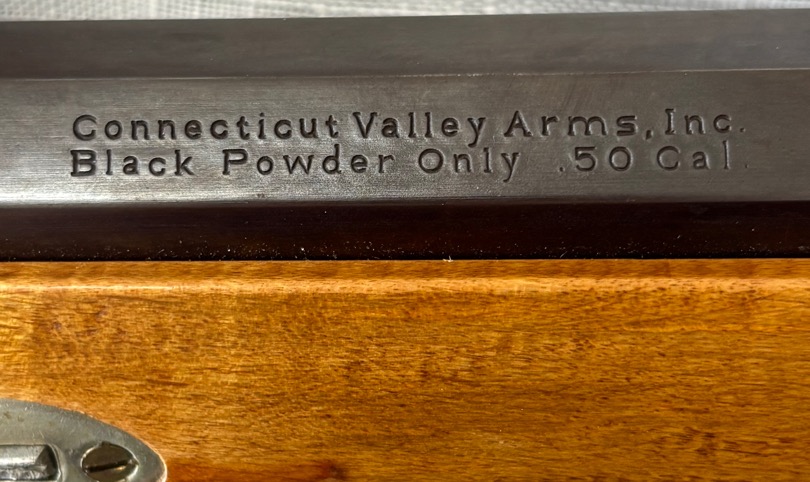 Connecticut Valley Arms, Inc.
Black Powder Only .50 Cal.